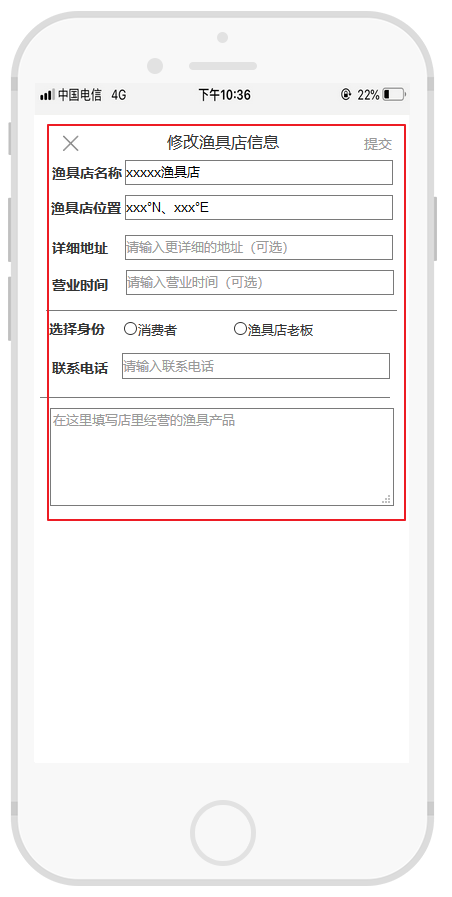 中国电信 4G 下午10:36 22%
修改渔具店信息 提交
渔具店名称 xxxxx渔具店
渔具店位置 xxx°N、xxx°E
详细地址 请输入更详细的地址（可选）
营业时间 请输入营业时间（可选）
选择身份 消费者 渔具店老板
联系电话 请输入联系电话
在这里填写店里经营的渔具产品